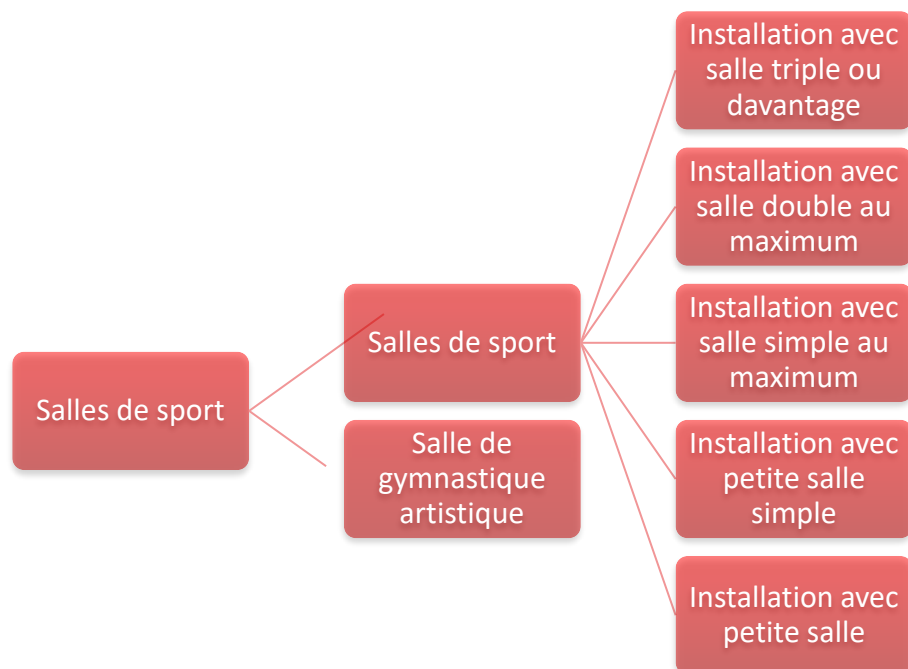 Salles de sport
Salles de sport
Salle de
gymnastique
artistique
Installation avec
salle triple ou
davantage
Installation avec
salle double au
maximum
Installation avec
salle simple au
maximum
Installation avec
petite salle
simple
Installation avec
petite salle